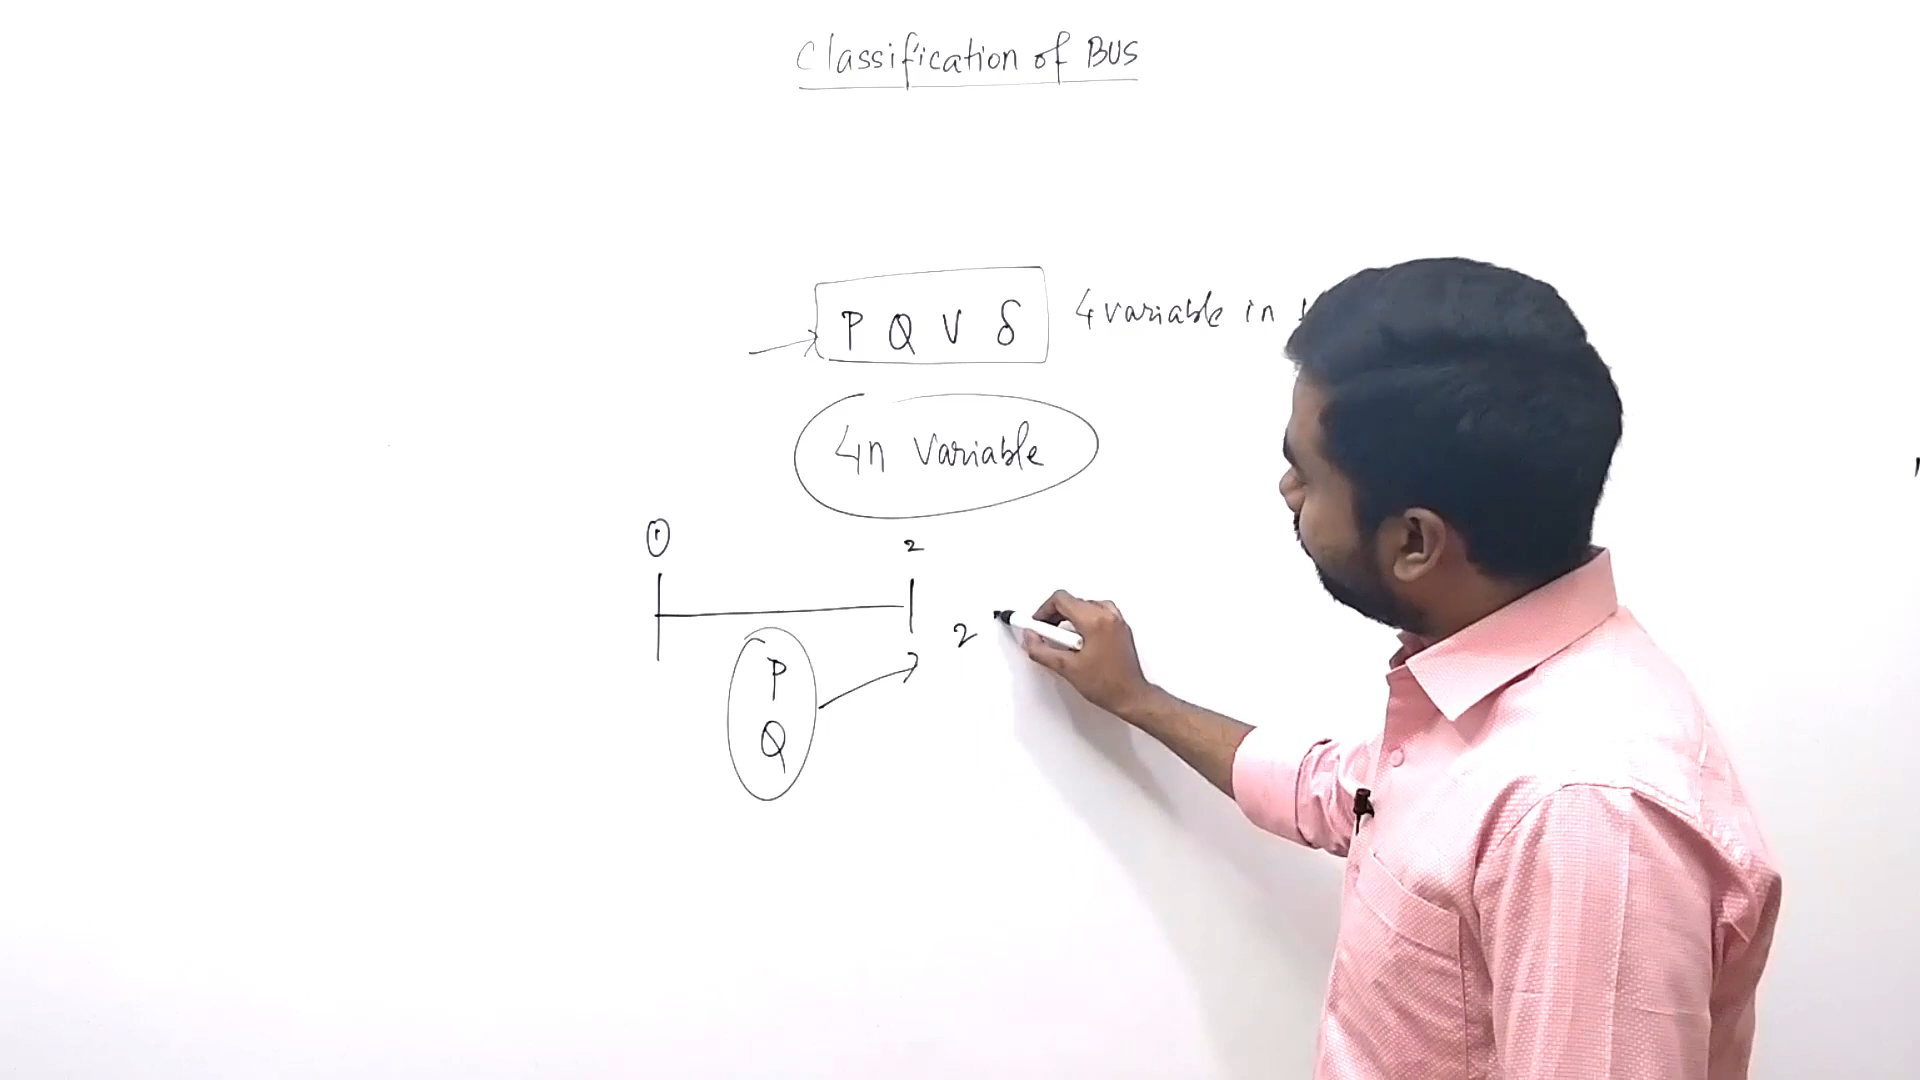 Classification of BUS
P Q V δ 4 variable in
4n Variable
1 2
2
P
Q